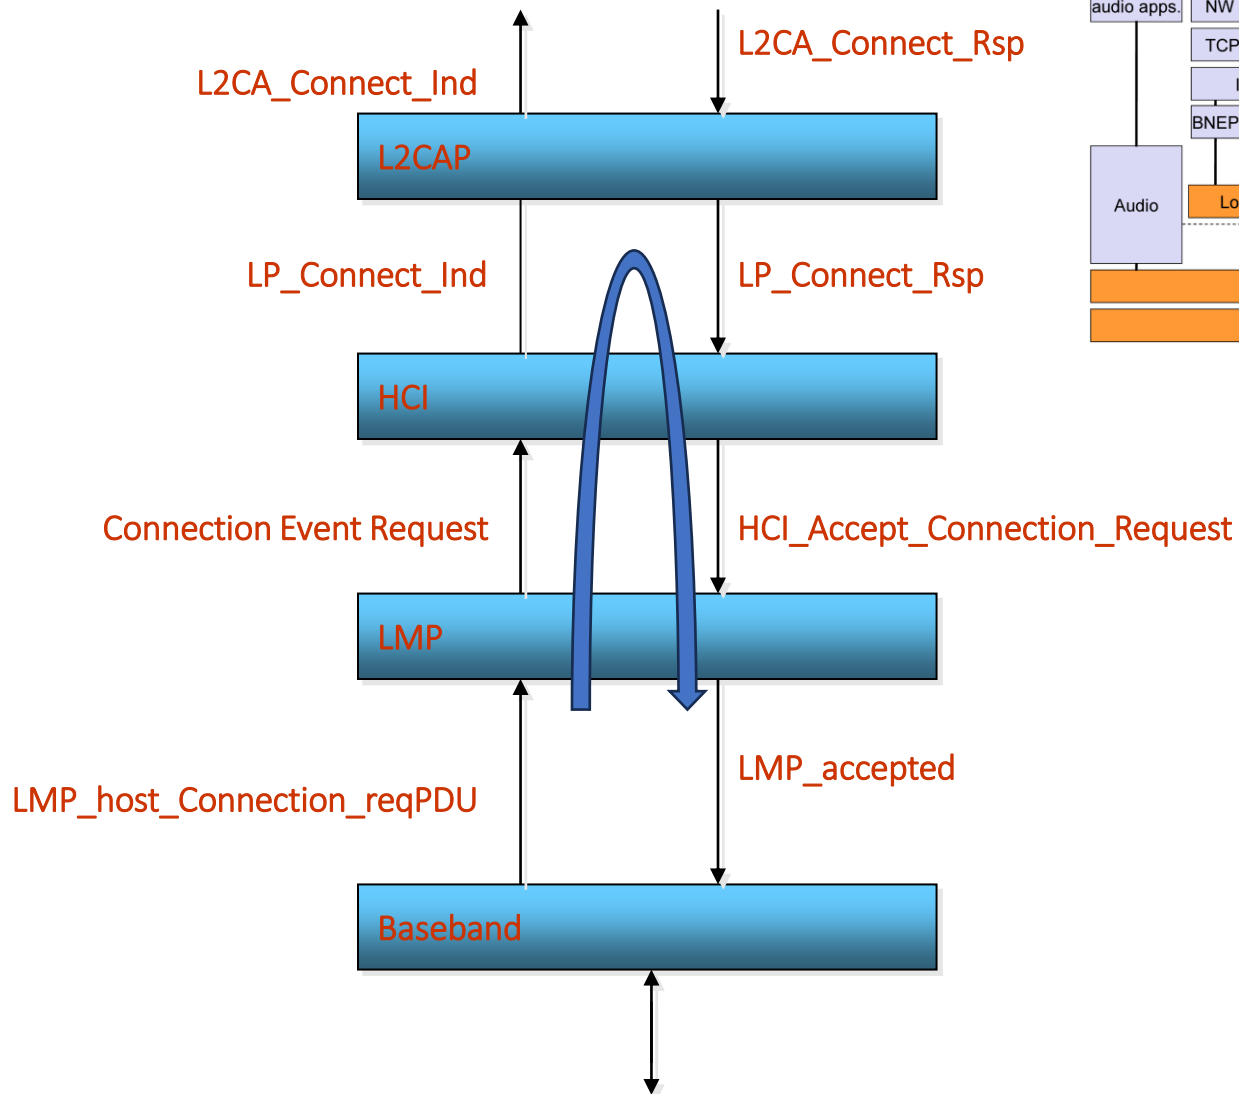 L2CA_Connect_Rsp
L2CA_Connect_Ind
L2CAP
LP_Connect_Ind
LP_Connect_Rsp
HCI
Connection Event Request
HCI_Accept_Connection_Request
LMP
LMP_accepted
LMP_host_Connection_reqPDU
Baseband
audio apps.
NW
TCP
BNEP
Audio
Lo